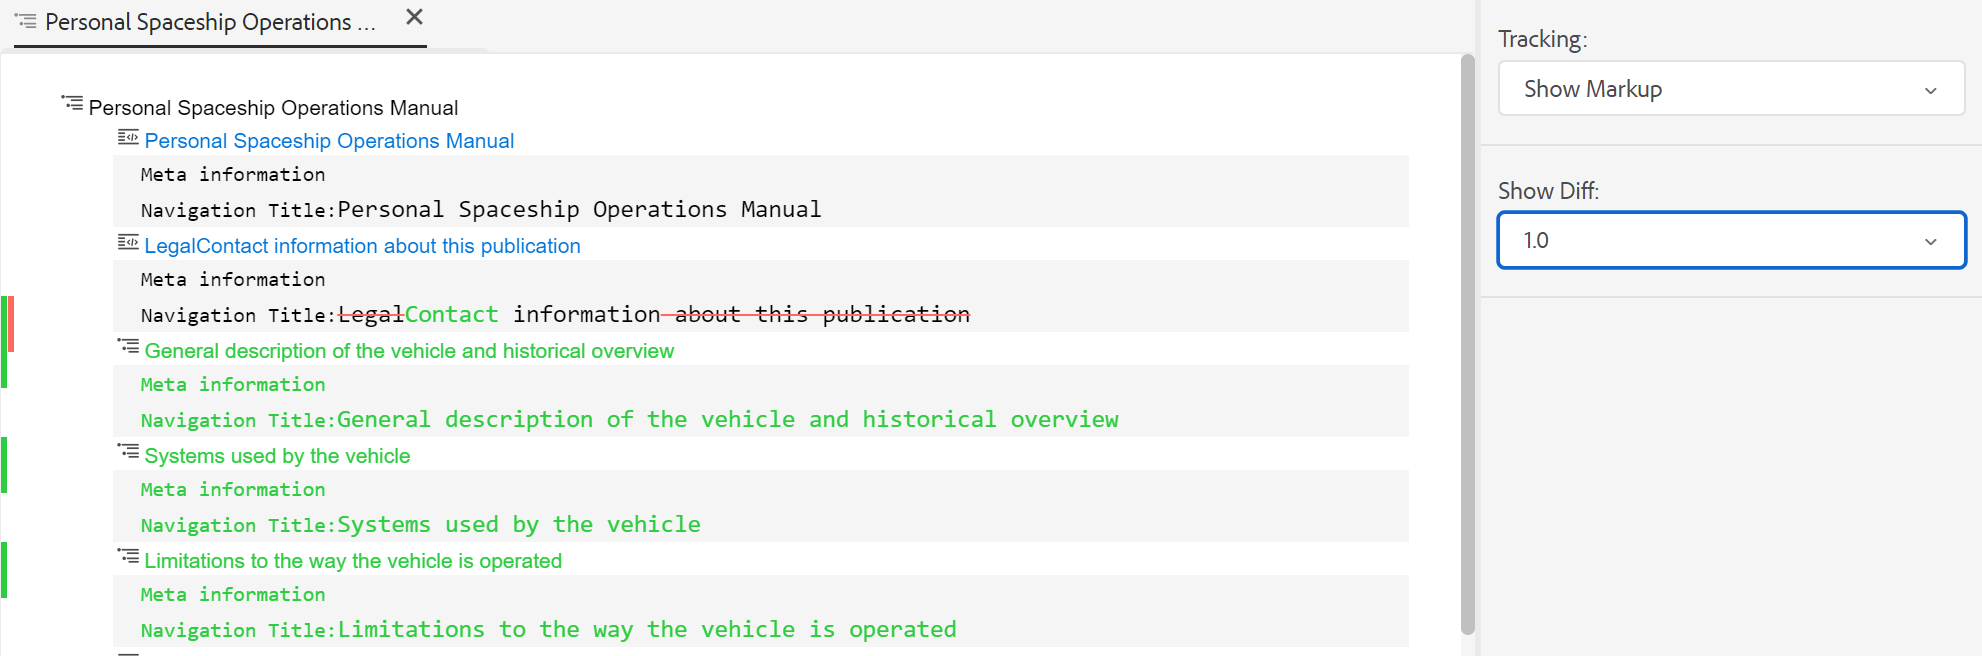 Personal Spaceship Operations ...
Tracking:
Show Markup
Show Diff:
1.0
Personal Spaceship Operations Manual
Personal Spaceship Operations Manual
Meta information
Navigation Title:Personal Spaceship Operations Manual
LegalContact information about this publication
Meta information
Navigation Title:LegalContact information about this publication
General description of the vehicle and historical overview
Meta information
Navigation Title:General description of the vehicle and historical overview
Systems used by the vehicle
Meta information
Navigation Title:Systems used by the vehicle
Limitations to the way the vehicle is operated
Meta information
Navigation Title:Limitations to the way the vehicle is operated